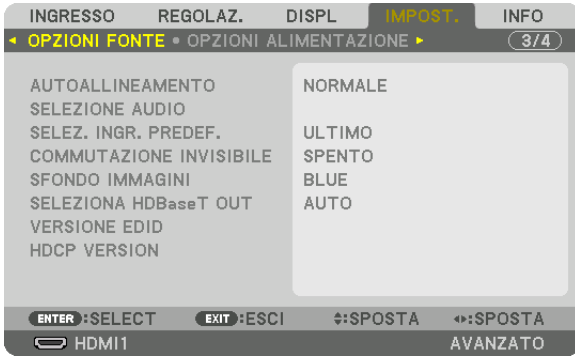 INGRESSO REGOLAZ. DISPL IMPOST. INFO
OPZIONI FONTE • OPZIONI ALIMENTAZIONE 3/4
AUTOALLINEAMENTO NORMALE
SELEZIONE AUDIO
SELEZ. INGR. PREDEF. ULTIMO
COMMUTAZIONE INVISIBILE SPENTO
SFONDO IMMAGINI BLUE
SELEZIONA HDBaseT OUT AUTO
VERSIONE EDID
HDCP VERSION
ENTER :SELECT EXIT :ESCI :SPOSTA :SPOSTA
HDMI1 AVANZATO